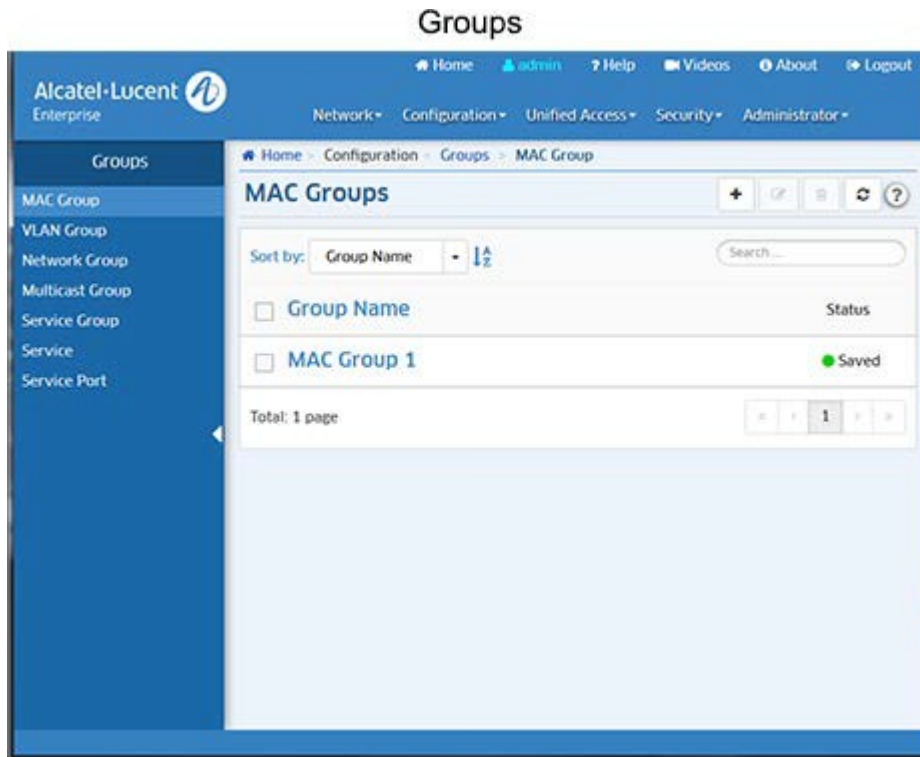 Groups
Home admin ? Help Videos About Logout
Alcatel·Lucent
Enterprise
Network Configuration Unified Access Security Administrator
Groups
MAC Group
VLAN Group
Network Group
Multicast Group
Service Group
Service
Service Port
Home > Configuration > Groups > MAC Group
MAC Groups
+ ?
Sort by: Group Name A Z
Search ...
Group Name Status
MAC Group 1 Saved
Total: 1 page
« ‹ 1 › »